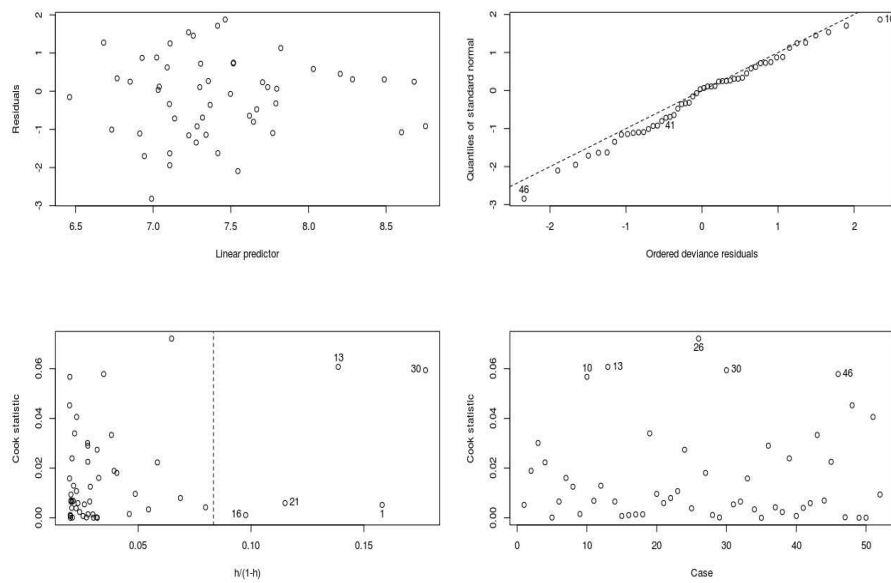 2
1
0
-1
-2
-3
Residuals
6.5 7.0 7.5 8.0 8.5
Linear predictor
2
1
0
-1
-2
-3
Quantiles of standard normal
41
46
-2 -1 0 1 2
Ordered deviance residuals
0.06
0.04
0.02
0.00
Cook statistic
13
30
16
21
1
0.05 0.10 0.15
h/(1-h)
0.06
0.04
0.02
0.00
Cook statistic
26
10
13
30
46
0 10 20 30 40 50
Case